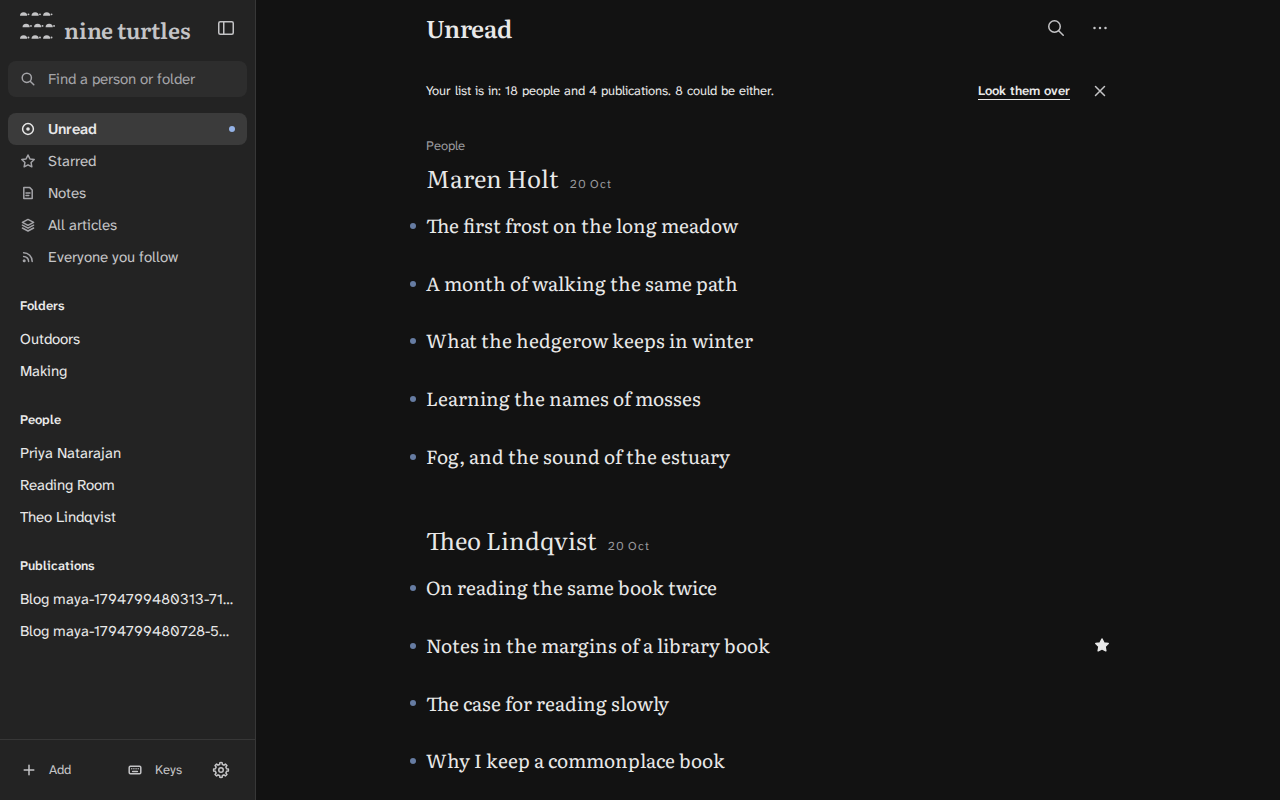 nine turtles
Find a person or folder
Unread
Starred
Notes
All articles
Everyone you follow
Folders
Outdoors
Making
People
Priya Natarajan
Reading Room
Theo Lindqvist
Publications
Blog maya-1794799480313-71...
Blog maya-1794799480728-5...
Add
Keys
Unread
Your list is in: 18 people and 4 publications. 8 could be either.
Look them over
People
Maren Holt 20 Oct
The first frost on the long meadow
A month of walking the same path
What the hedgerow keeps in winter
Learning the names of mosses
Fog, and the sound of the estuary
Theo Lindqvist 20 Oct
On reading the same book twice
Notes in the margins of a library book
The case for reading slowly
Why I keep a commonplace book